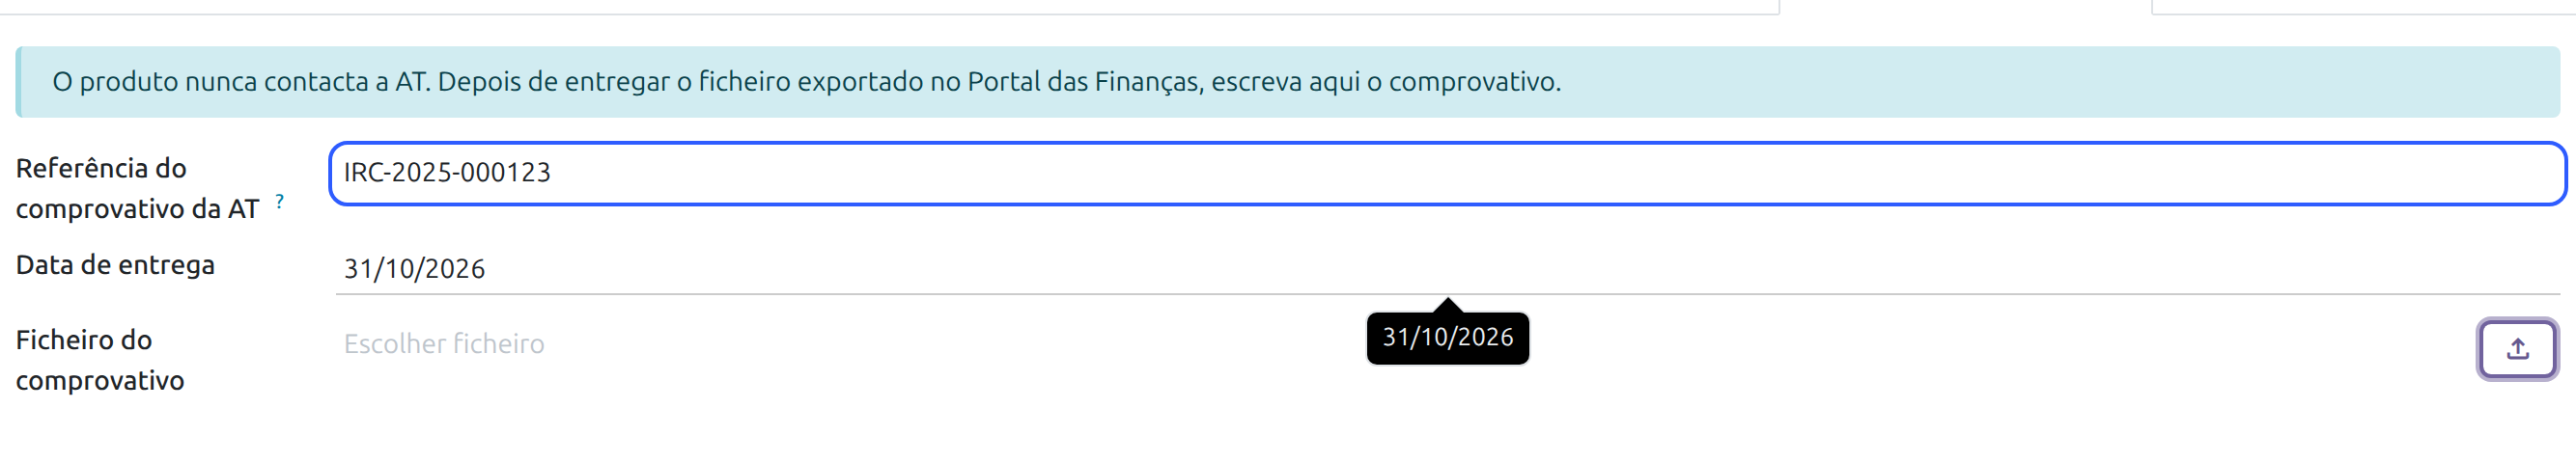 O produto nunca contacta a AT. Depois de entregar o ficheiro exportado no Portal das Finanças, escreva aqui o comprovativo.
Referência do
comprovativo da AT ?
IRC-2025-000123
Data de entrega
31/10/2026
31/10/2026
Ficheiro do
comprovativo
Escolher ficheiro